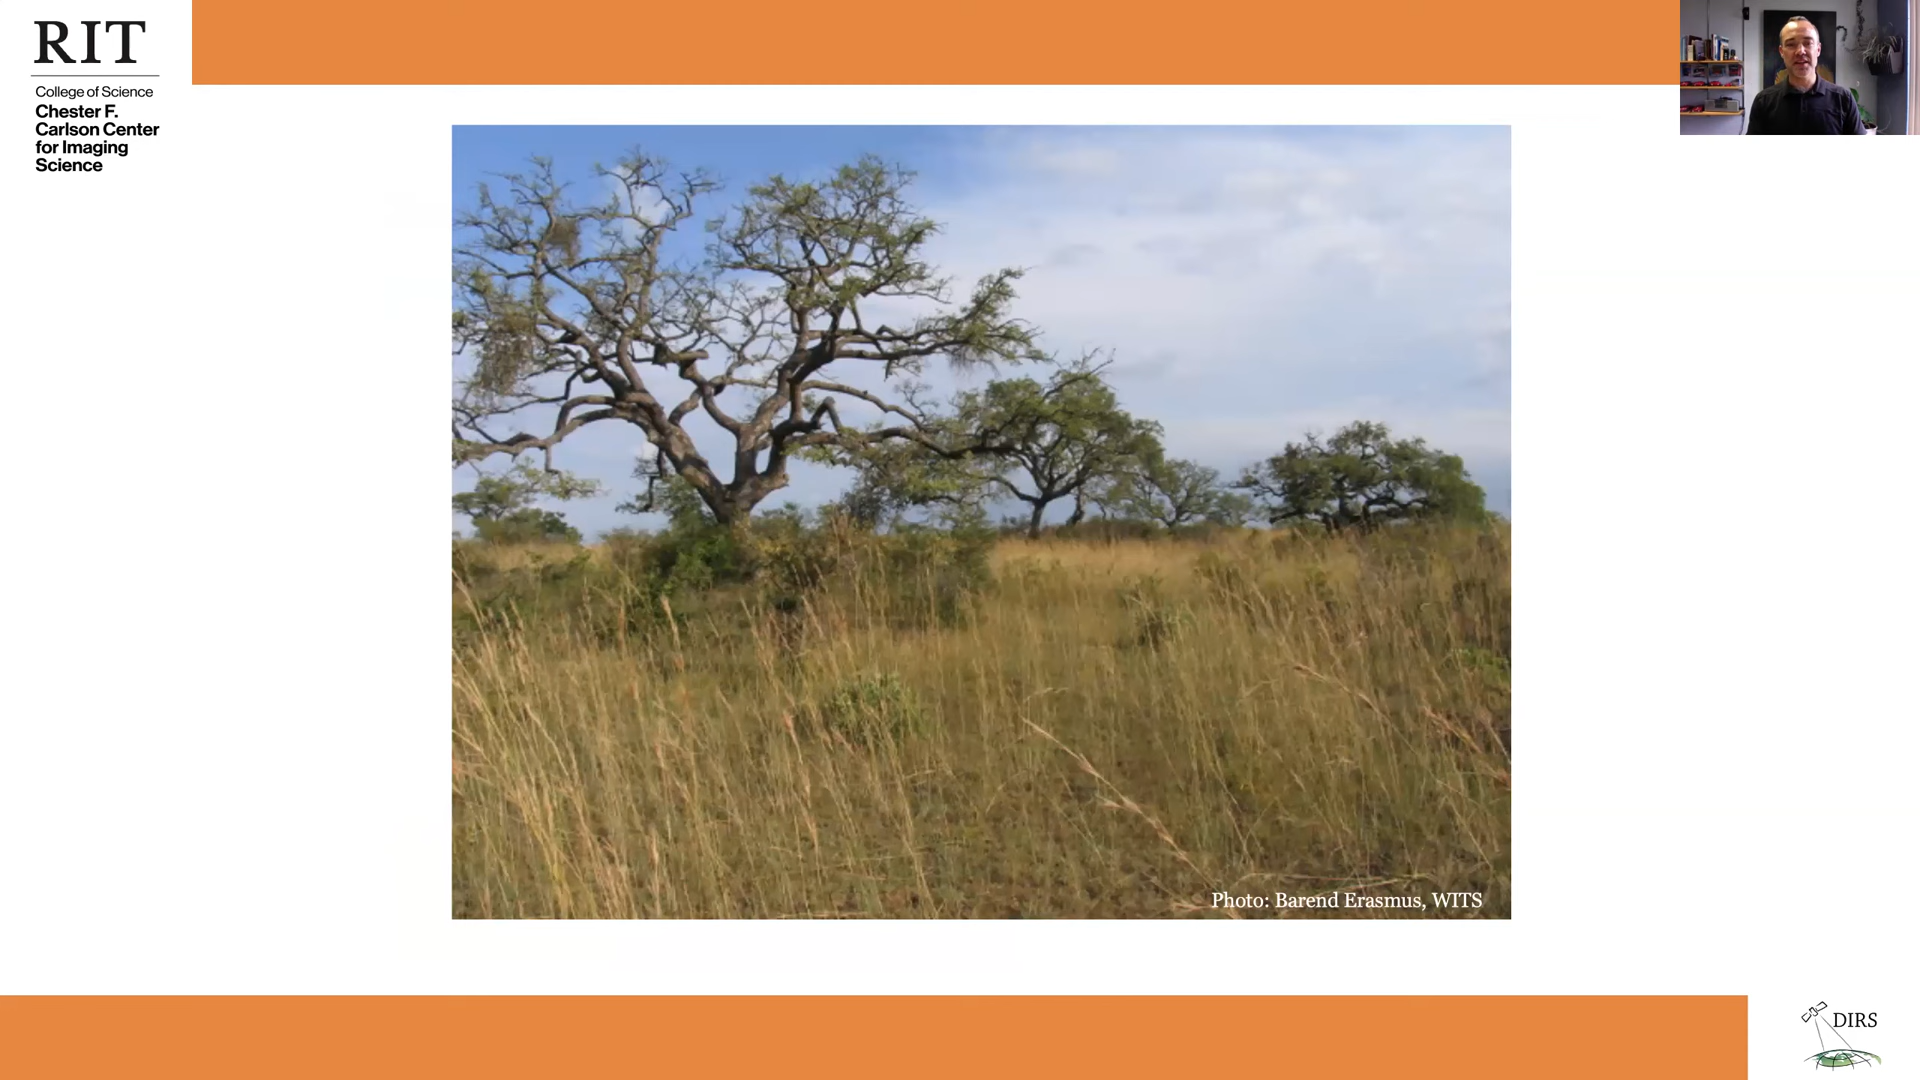 RIT
College of Science
Chester F.
Carlson Center
for Imaging
Science
Photo: Barend Erasmus, WITS
DIRS